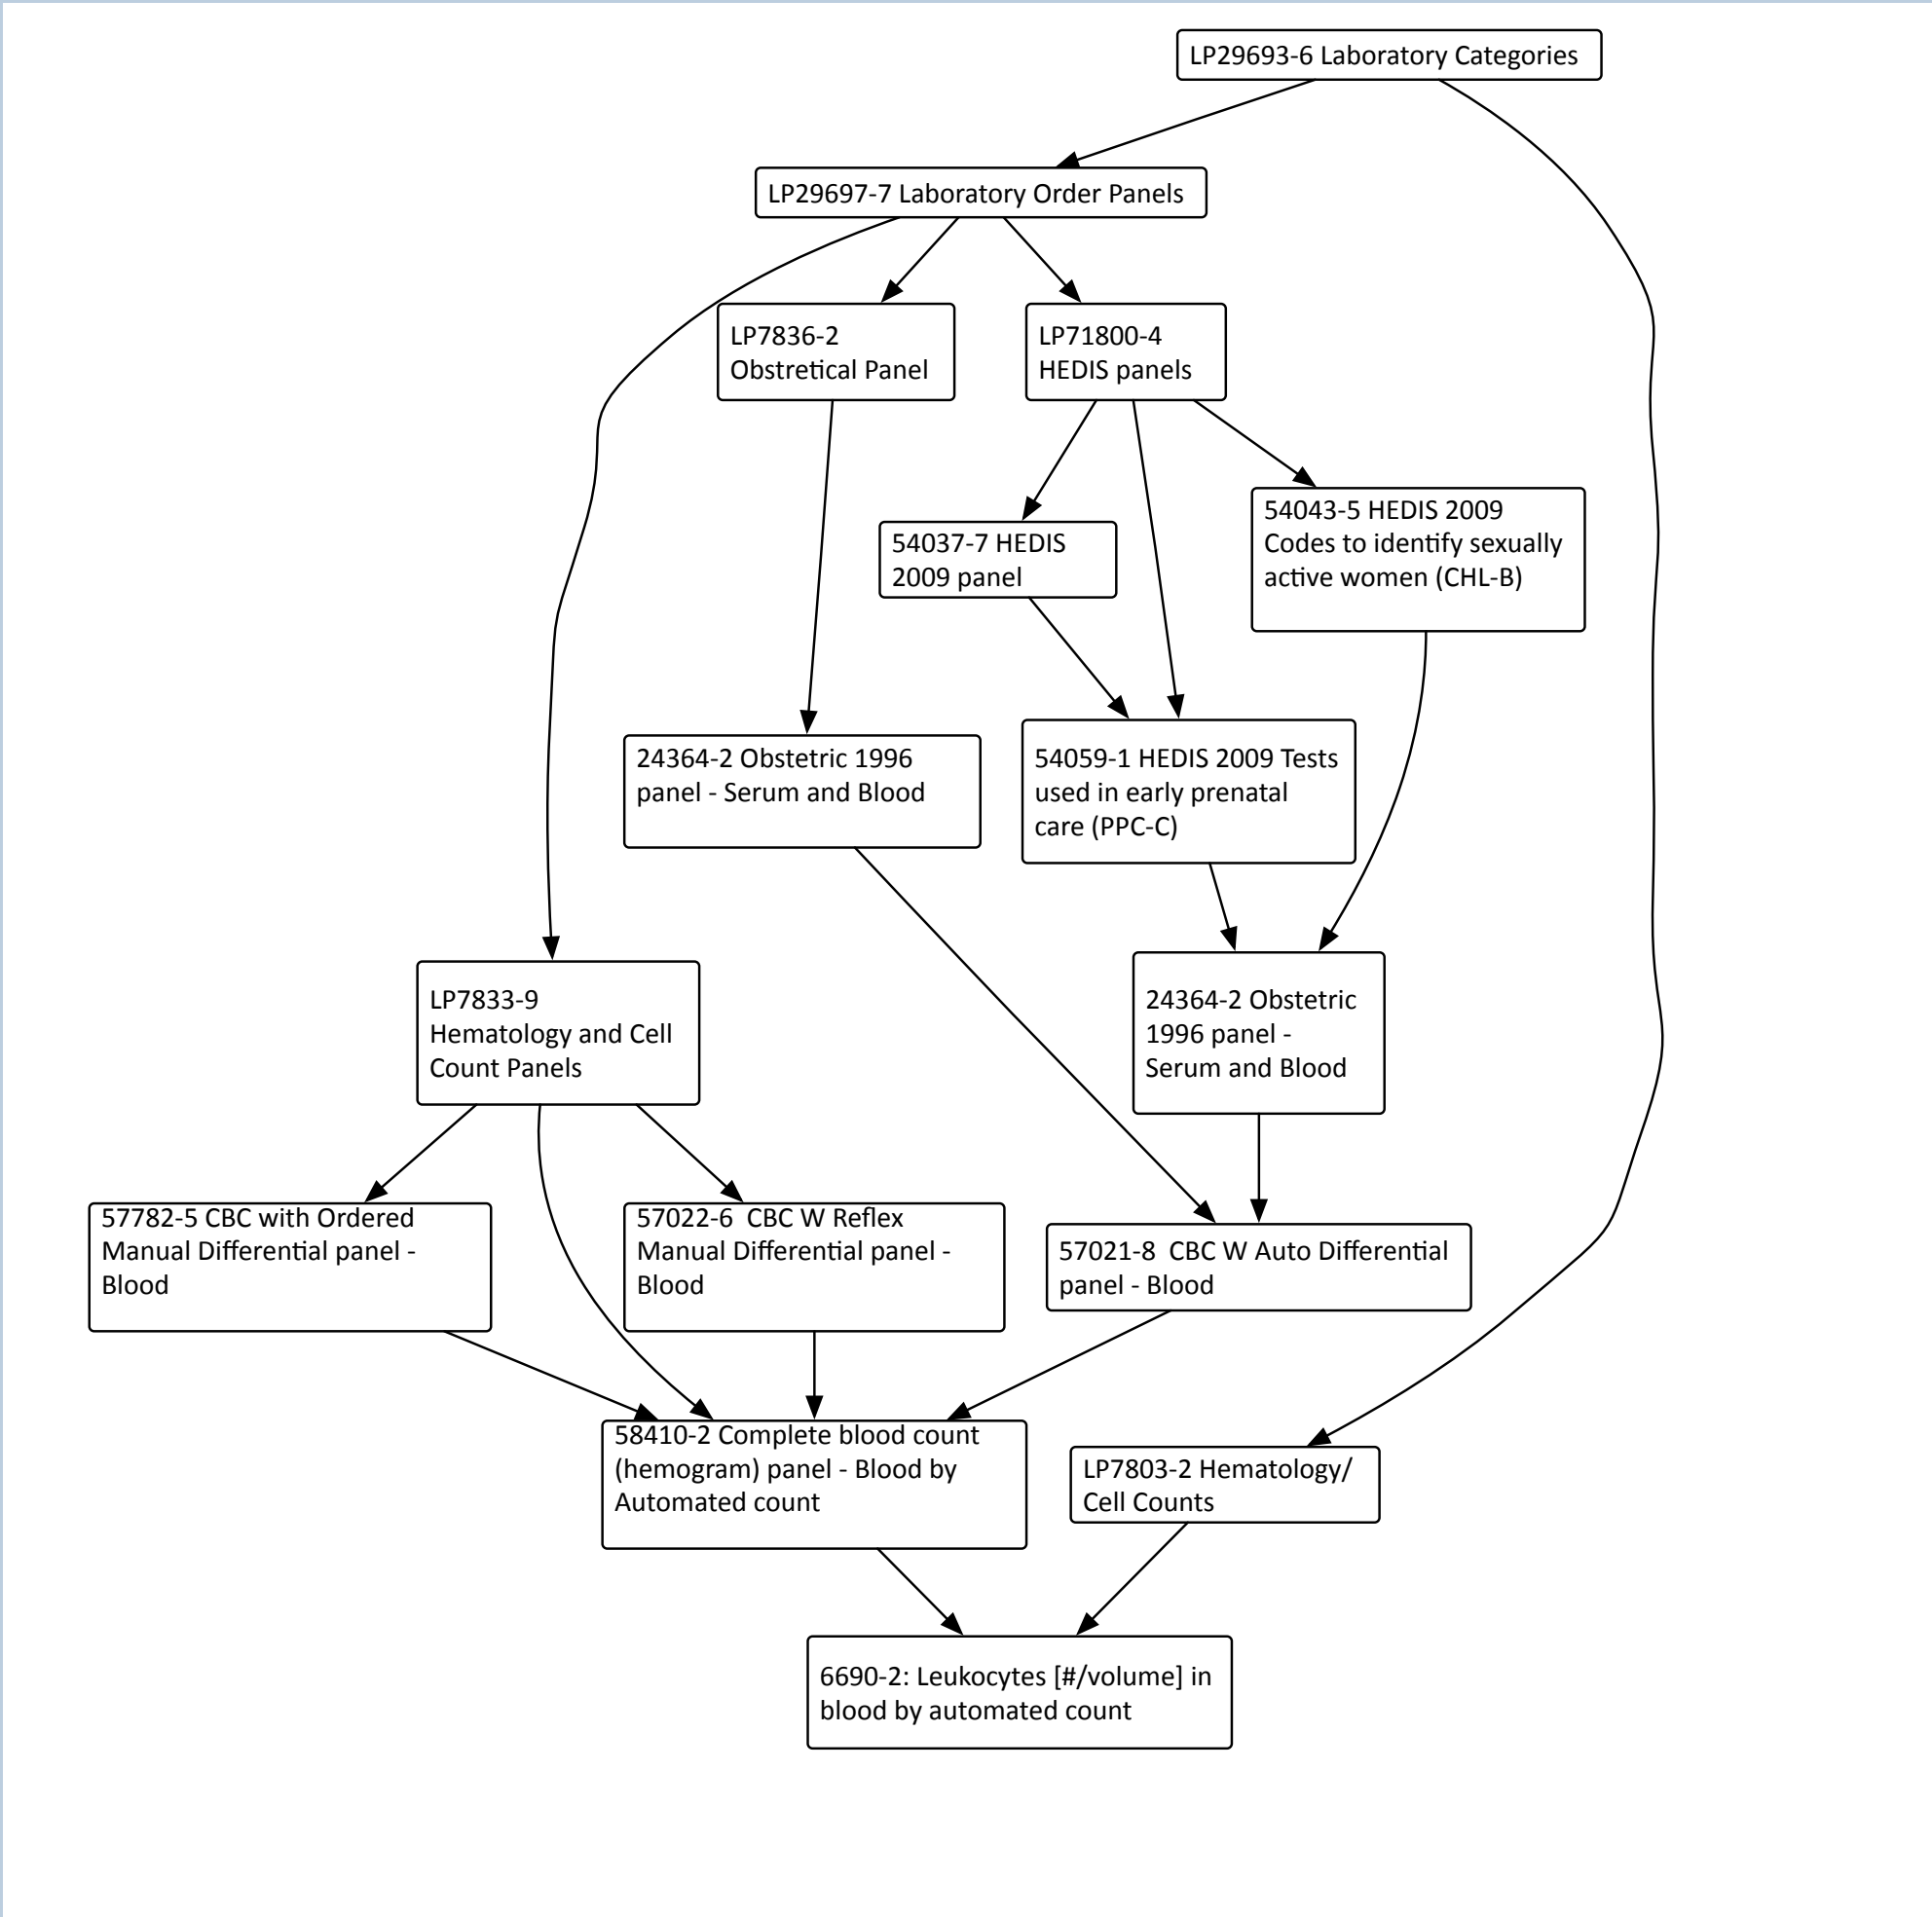 LP29693-6 Laboratory Categories
LP29697-7 Laboratory Order Panels
LP7836-2
Obstretical Panel
LP71800-4
HEDIS panels
54037-7 HEDIS
2009 panel
54043-5 HEDIS 2009
Codes to identify sexually
active women (CHL-B)
24364-2 Obstetric 1996
panel - Serum and Blood
54059-1 HEDIS 2009 Tests
used in early prenatal
care (PPC-C)
LP7833-9
Hematology and Cell
Count Panels
24364-2 Obstetric
1996 panel -
Serum and Blood
57782-5 CBC with Ordered
Manual Differential panel -
Blood
57022-6  CBC W Reflex
Manual Differential panel -
Blood
57021-8  CBC W Auto Differential
panel - Blood
58410-2 Complete blood count
(hemogram) panel - Blood by
Automated count
LP7803-2 Hematology/
Cell Counts
6690-2: Leukocytes [#/volume] in
blood by automated count